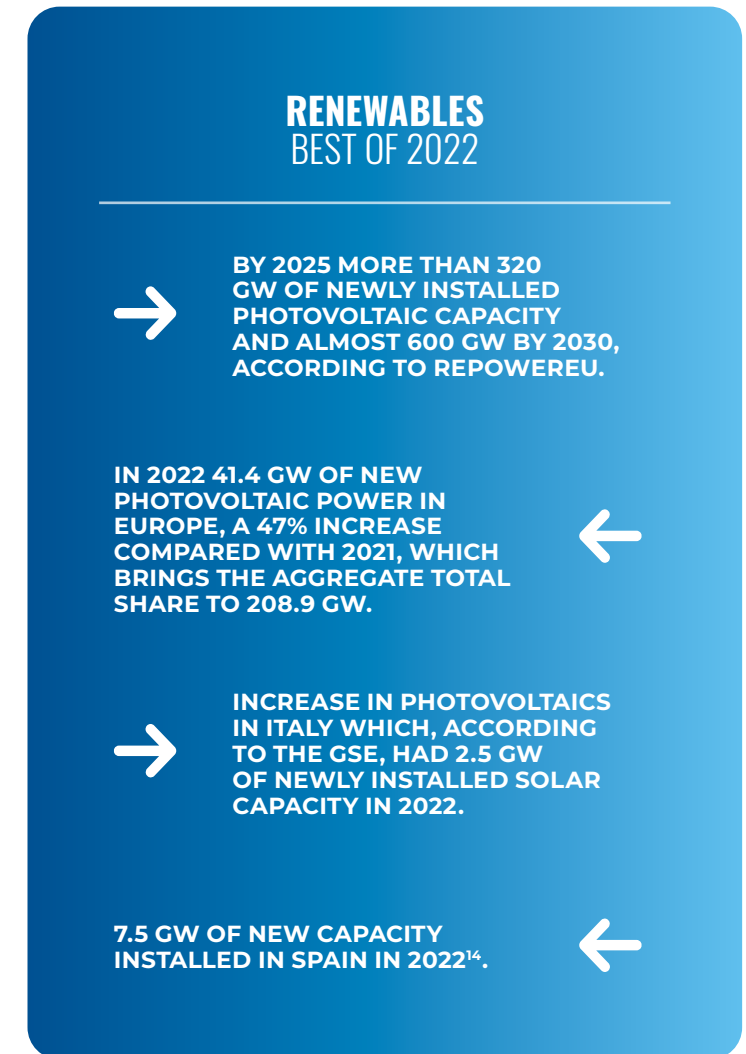 RENEWABLES
BEST OF 2022
BY 2025 MORE THAN 320
GW OF NEWLY INSTALLED
PHOTOVOLTAIC CAPACITY
AND ALMOST 600 GW BY 2030,
ACCORDING TO REPOWEREU.
IN 2022 41.4 GW OF NEW
PHOTOVOLTAIC POWER IN
EUROPE, A 47% INCREASE
COMPARED WITH 2021, WHICH
BRINGS THE AGGREGATE TOTAL
SHARE TO 208.9 GW.
INCREASE IN PHOTOVOLTAICS
IN ITALY WHICH, ACCORDING
TO THE GSE, HAD 2.5 GW
OF NEWLY INSTALLED SOLAR
CAPACITY IN 2022.
7.5 GW OF NEW CAPACITY
INSTALLED IN SPAIN IN 2022¹⁴.